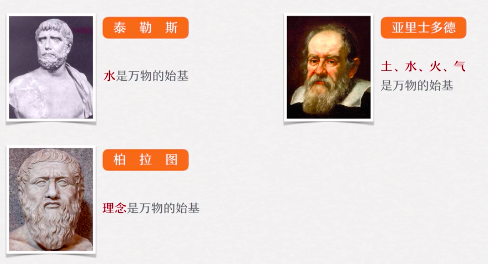 泰勒斯
水是万物的始基
亚里士多德
土、水、火、气
是万物的始基
柏拉图
理念是万物的始基